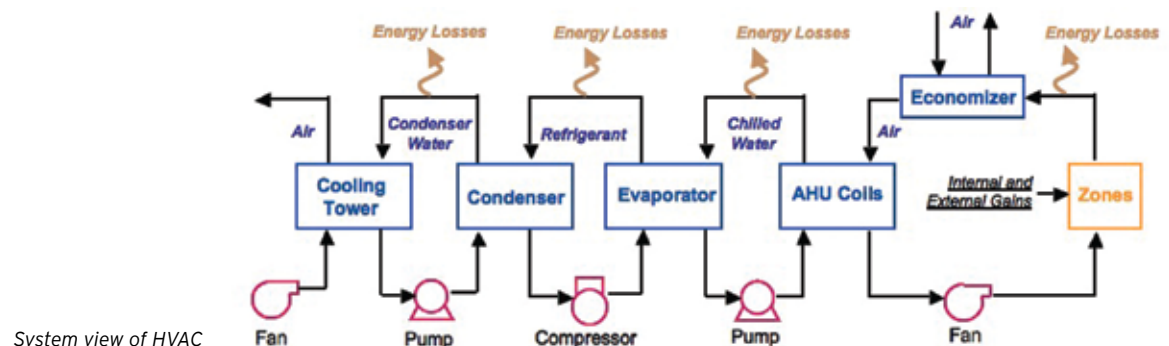 Energy Losses
Energy Losses
Energy Losses
Air
Energy Losses
Economizer
Air
Condenser
Water
Refrigerant
Chilled
Water
Air
Cooling
Tower
Condenser
Evaporator
AHU Coils
Internal and
External Gains
Zones
Fan
Pump
Compressor
Pump
Fan
System view of HVAC